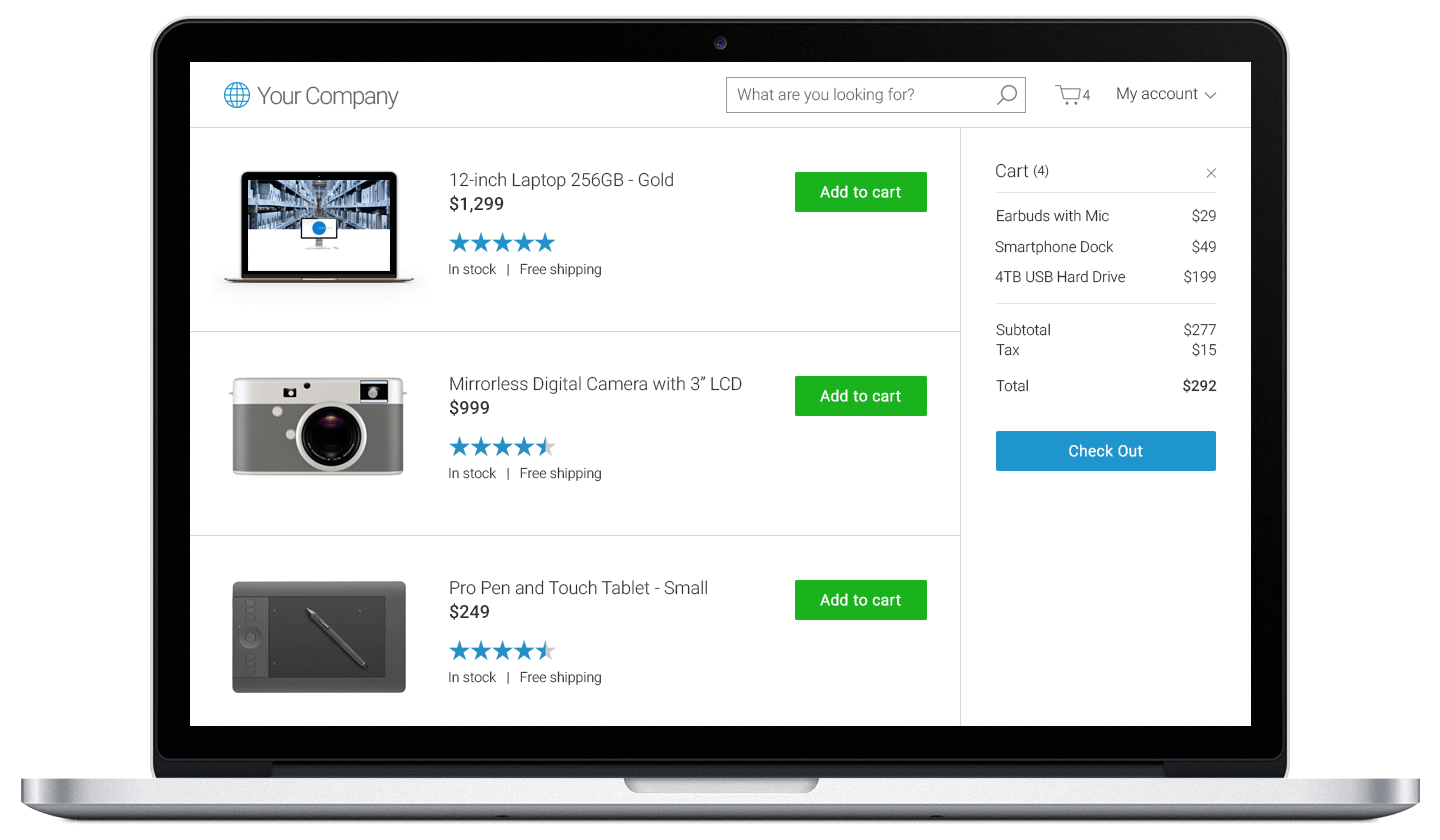 Your Company
What are you looking for?
4
My account
12-inch Laptop 256GB - Gold
$1,299
Add to cart
In stock | Free shipping
Mirrorless Digital Camera with 3” LCD
$999
Add to cart
In stock | Free shipping
Pro Pen and Touch Tablet - Small
$249
Add to cart
In stock | Free shipping
Cart (4)
Earbuds with Mic $29
Smartphone Dock $49
4TB USB Hard Drive $199
Subtotal $277
Tax $15
Total $292
Check Out